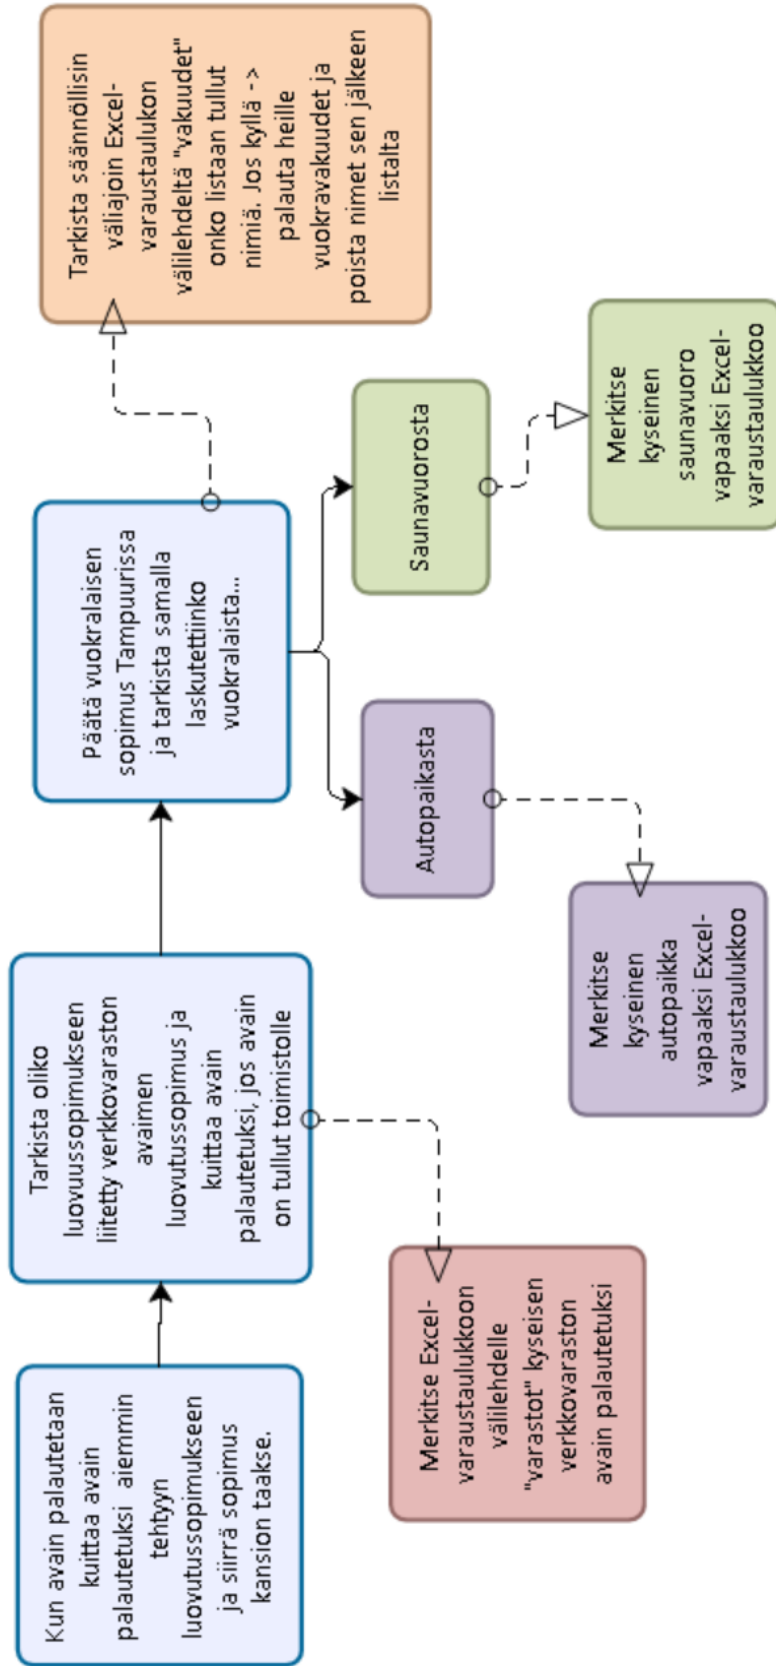 Kun avain palautetaan
kuittaa avain
palautetuksi aiemmin
tehtyyn
luovutussopimukseen
ja siirrä sopimus
kansion taakse.
Tarkista oliko
luovuussopimukseen
liitetty verkkovaraston
avaimen
luovutussopimus ja
kuittaa avain
palautetuksi, jos avain
on tullut toimistolle
Päätä vuokralaisen
sopimus Tampuurissa
ja tarkista samalla
laskutettiinko
vuokralaista...
Tarkista säännöllisin
väliajoin Excel-
varaustaulukon
välilehdeltä "vakuudet"
onko listaan tullut
nimiä. Jos kyllä ->
palauta heille
vuokravakuudet ja
poista nimet sen jälkeen
listalta
Merkitse Excel-
varaustaulukkoon
välilehdelle
"varastot" kyseisen
verkkovaraston
avain palautetuksi
Autopaikasta
Saunavuorosta
Merkitse
kyseinen
autopaikka
vapaaksi Excel-
varaustaulukkoo
Merkitse
kyseinen
saunavuoro
vapaaksi Excel-
varaustaulukkoo